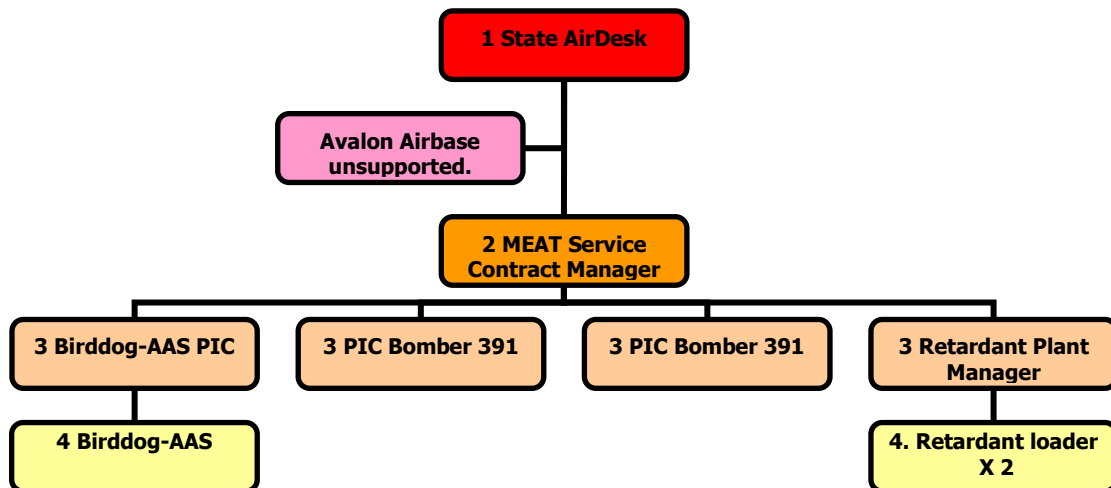 1 State AirDesk
Avalon Airbase
unsupported.
2 MEAT Service
Contract Manager
3 Birddog-AAS PIC
3 PIC Bomber 391
3 PIC Bomber 391
3 Retardant Plant
Manager
4 Birddog-AAS
4. Retardant loader
X 2